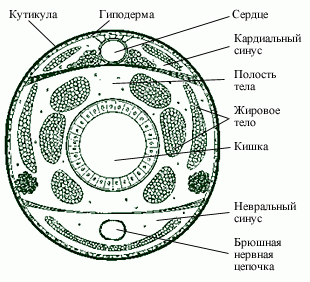 Кутикула
Гиподерма
Сердце
Кардиальный
синус
Полость
тела
Жировое
тело
Кишка
Невральный
синус
Брюшная
нервная
цепочка